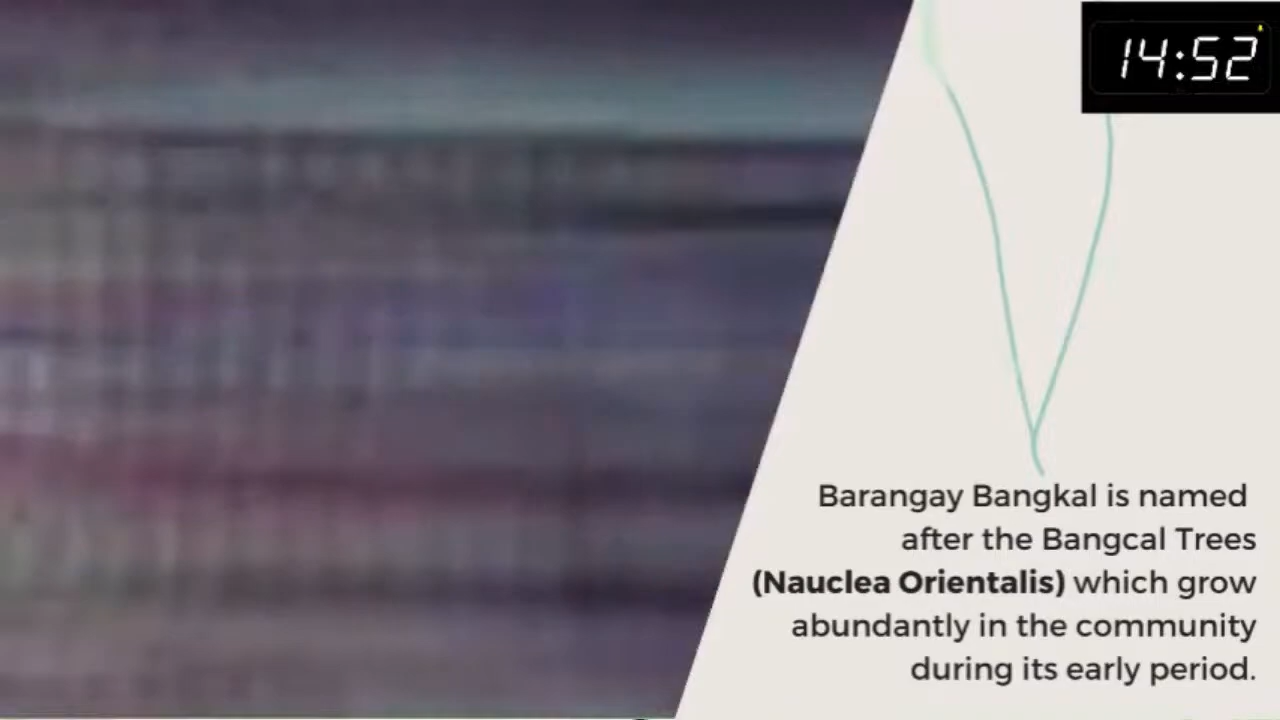 14:52
Barangay Bangkal is named
after the Bangcal Trees
(Nauclea Orientalis) which grow
abundantly in the community
during its early period.